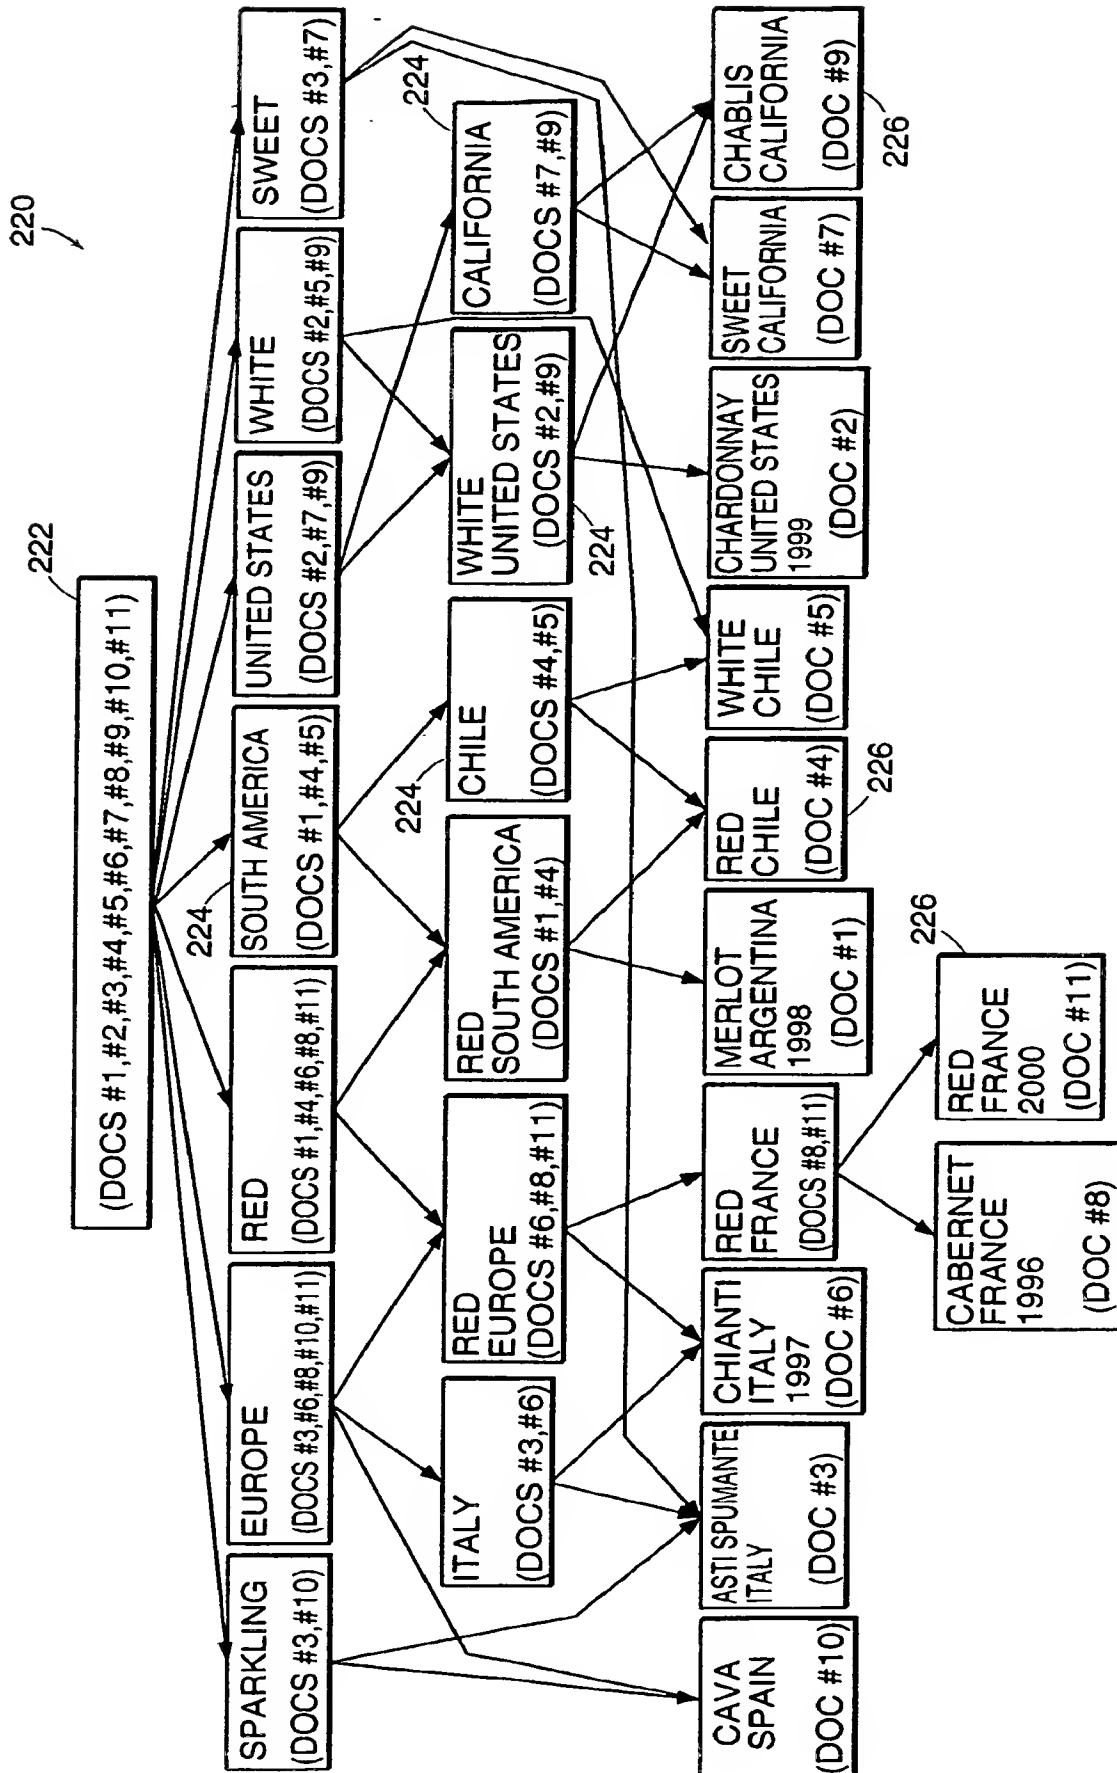 220
222
(DOCS #1,#2,#3,#4,#5,#6,#7,#8,#9,#10,#11)
SPARKLING
(DOCS #3,#10)
EUROPE
(DOCS #3,#6,#8,#10,#11)
RED
(DOCS #1,#4,#6,#8,#11)
224
SOUTH AMERICA
(DOCS #1,#4,#5)
UNITED STATES
(DOCS #2,#7,#9)
WHITE
(DOCS #2,#5,#9)
SWEET
(DOCS #3,#7)
ITALY
(DOCS #3,#6)
RED
EUROPE
(DOCS #6,#8,#11)
RED
SOUTH AMERICA
(DOCS #1,#4)
224
CHILE
(DOCS #4,#5)
WHITE
UNITED STATES
(DOCS #2,#9)
224
224
CALIFORNIA
(DOCS #7,#9)
CAVA
SPAIN
(DOC #10)
ASTI SPUMANTE
ITALY
(DOC #3)
CHIANTI
ITALY
1997
(DOC #6)
RED
FRANCE
(DOCS #8,#11)
MERLOT
ARGENTINA
1998
(DOC #1)
RED
CHILE
(DOC #4)
226
WHITE
CHILE
(DOC #5)
CHARDONNAY
UNITED STATES
1999
(DOC #2)
SWEET
CALIFORNIA
(DOC #7)
CHABLIS
CALIFORNIA
(DOC #9)
226
CABERNET
FRANCE
1996
(DOC #8)
RED
FRANCE
2000
(DOC #11)
226